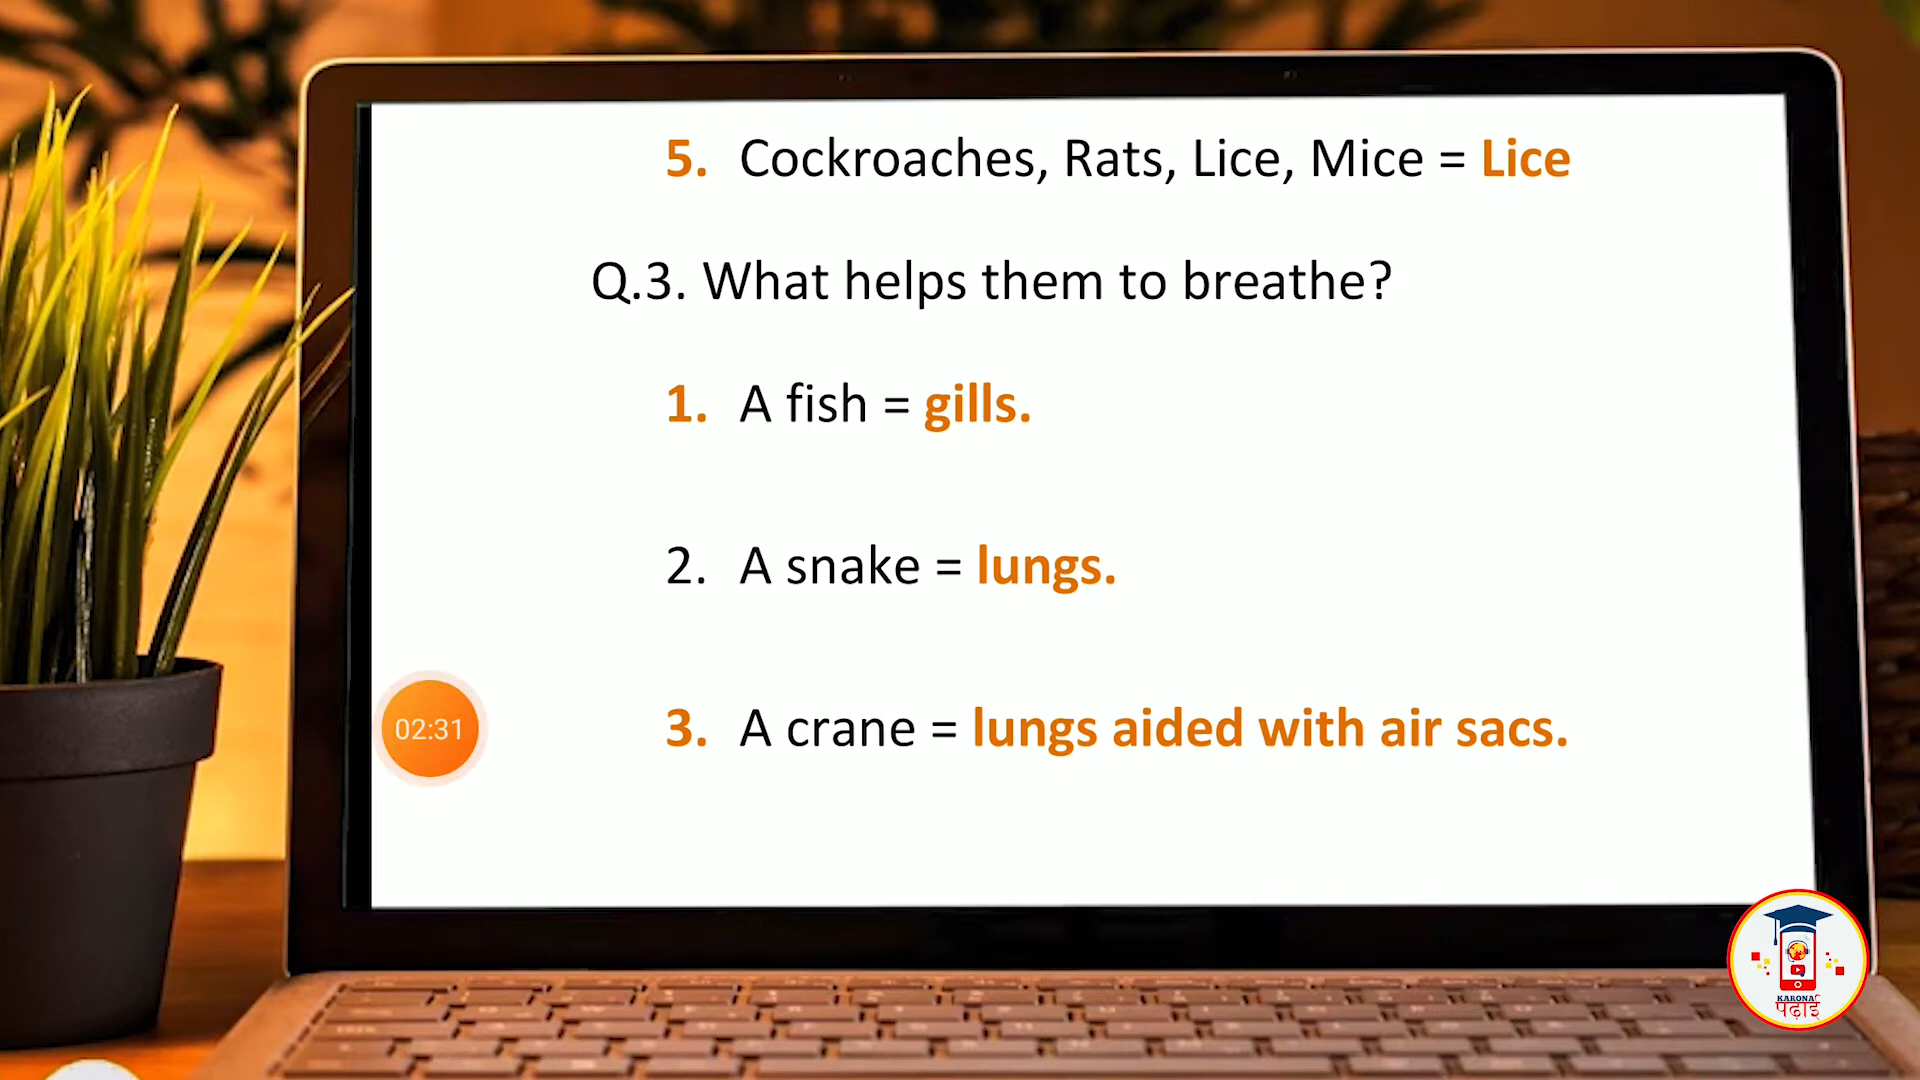 5. Cockroaches, Rats, Lice, Mice = Lice
Q.3. What helps them to breathe?
1. A fish = gills.
2. A snake = lungs.
3. A crane = lungs aided with air sacs.
02:31
KARONA
पढ़ाई